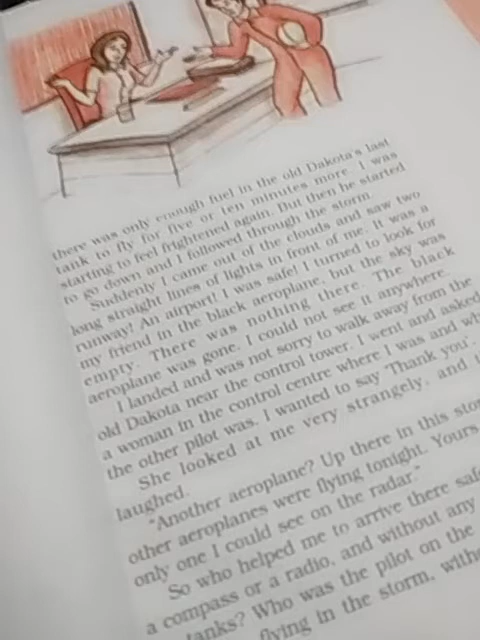 there was only enough fuel in the old Dakota's last
tank to fly for five or ten minutes more. I was
starting to feel frightened again. But then he started
to go down and I followed through the storm.
Suddenly I came out of the clouds and saw two
long straight lines of lights in front of me. It was a
runway! An airport! I was safe! I turned to look for
my friend in the black aeroplane, but the sky was
empty. There was nothing there. The black
aeroplane was gone. I could not see it anywhere.
I landed and was not sorry to walk away from the
old Dakota near the control tower. I went and asked
a woman in the control centre where I was and wh
the other pilot was. I wanted to say 'Thank you'.
She looked at me very strangely, and t
laughed.
"Another aeroplane? Up there in this stor
other aeroplanes were flying tonight. Yours
only one I could see on the radar."
So who helped me to arrive there safe
a compass or a radio, and without any
tanks? Who was the pilot on the
flying in the storm, witho